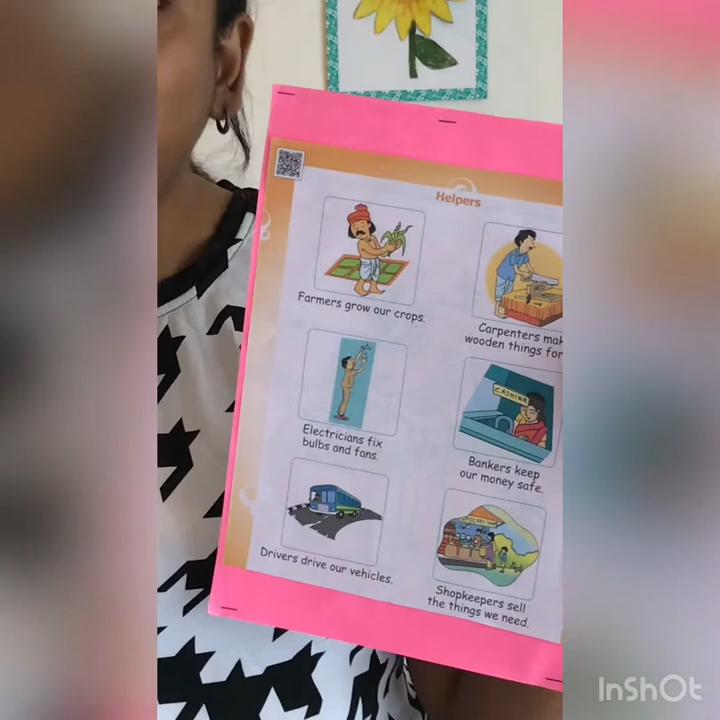 Helpers
Farmers grow our crops.
Carpenters
wooden things for
Electricians fix
bulbs and fans.
CASHIER
Bankers keep
our money safe.
Drivers drive our vehicles.
Shopkeepers sell
the things we need.
InShOt